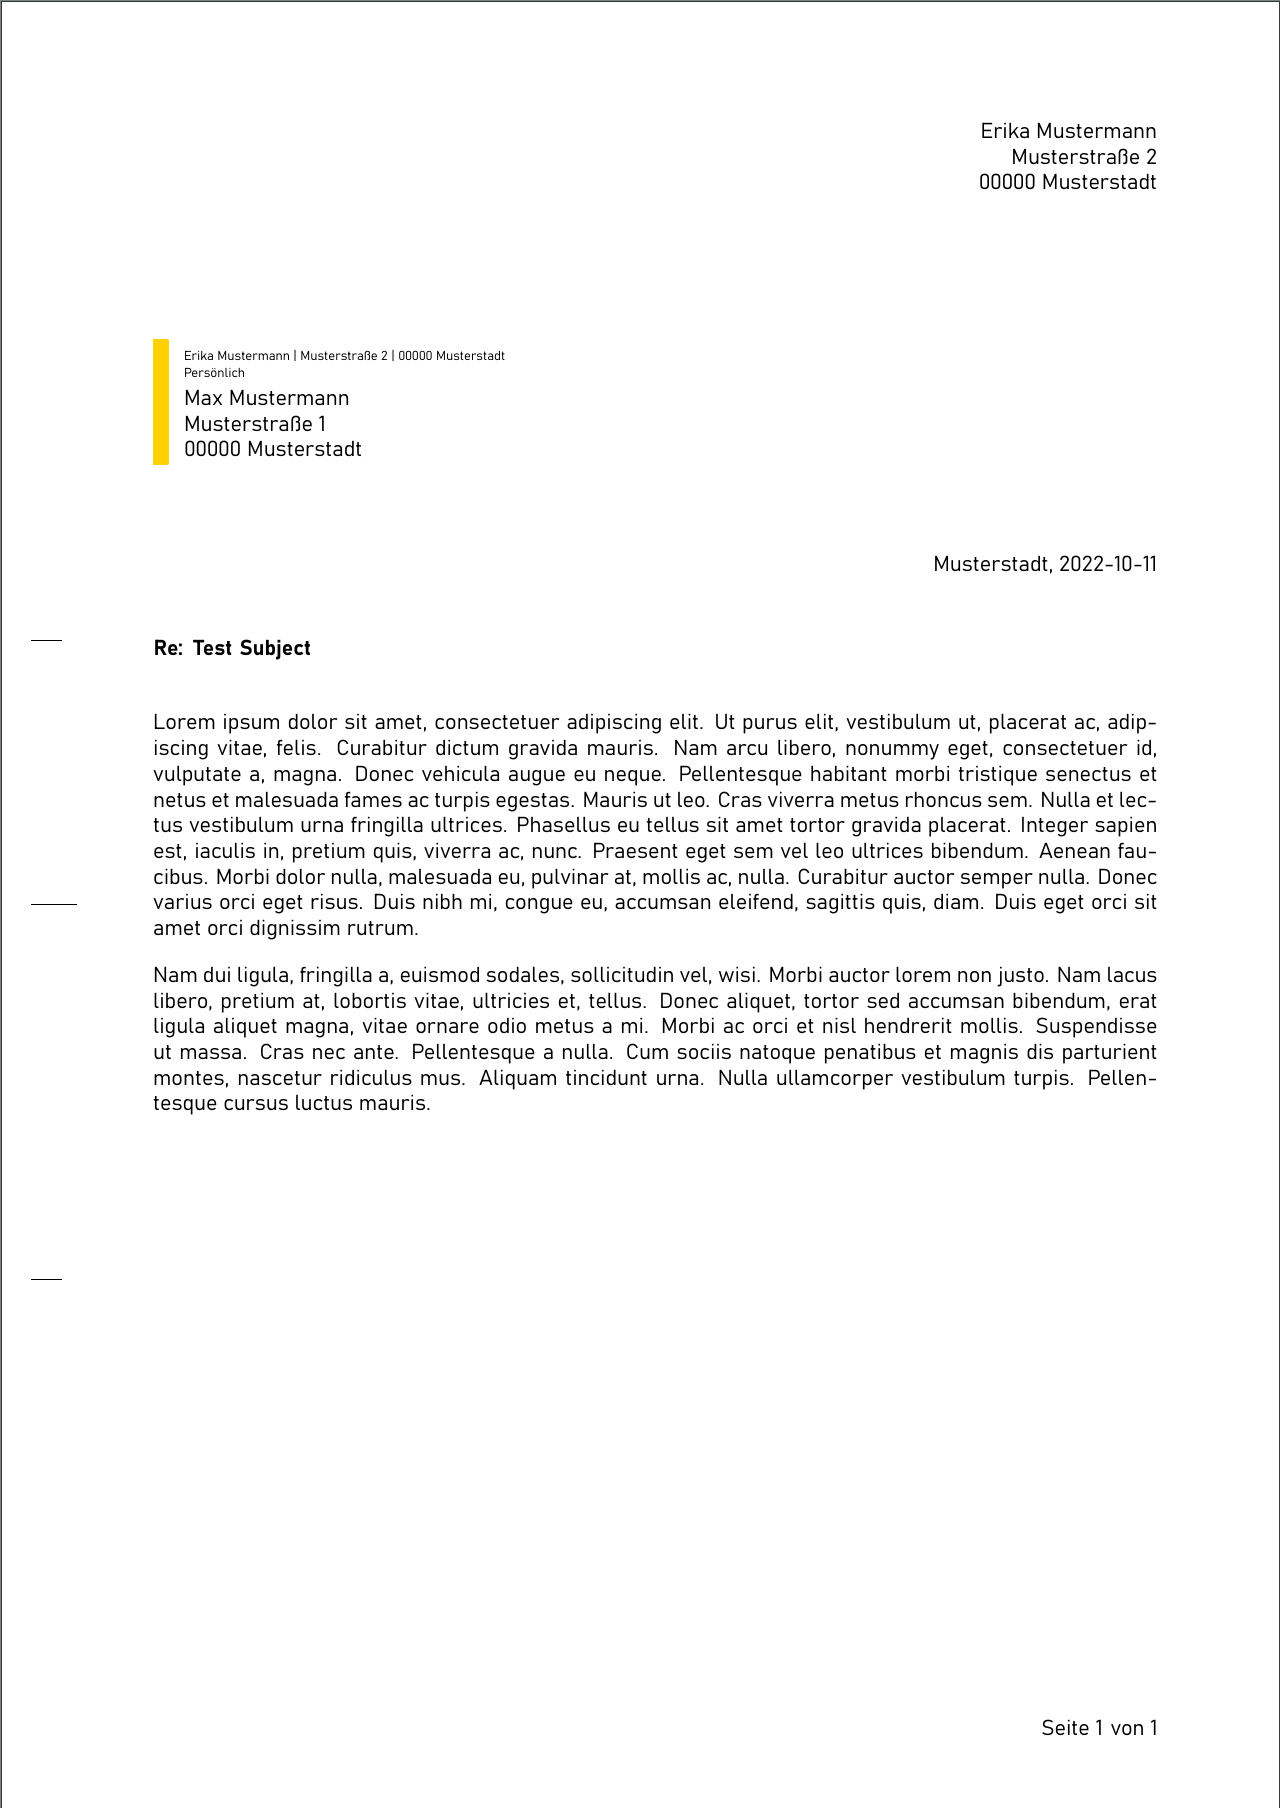 Erika Mustermann
Musterstraße 2
00000 Musterstadt
Erika Mustermann | Musterstraße 2 | 00000 Musterstadt
Persönlich
Max Mustermann
Musterstraße 1
00000 Musterstadt
Musterstadt, 2022-10-11
Re: Test Subject
Lorem ipsum dolor sit amet, consectetuer adipiscing elit. Ut purus elit, vestibulum ut, placerat ac, adip-
iscing vitae, felis. Curabitur dictum gravida mauris. Nam arcu libero, nonummy eget, consectetuer id,
vulputate a, magna. Donec vehicula augue eu neque. Pellentesque habitant morbi tristique senectus et
netus et malesuada fames ac turpis egestas. Mauris ut leo. Cras viverra metus rhoncus sem. Nulla et lec-
tus vestibulum urna fringilla ultrices. Phasellus eu tellus sit amet tortor gravida placerat. Integer sapien
est, iaculis in, pretium quis, viverra ac, nunc. Praesent eget sem vel leo ultrices bibendum. Aenean fau-
cibus. Morbi dolor nulla, malesuada eu, pulvinar at, mollis ac, nulla. Curabitur auctor semper nulla. Donec
varius orci eget risus. Duis nibh mi, congue eu, accumsan eleifend, sagittis quis, diam. Duis eget orci sit
amet orci dignissim rutrum.
Nam dui ligula, fringilla a, euismod sodales, sollicitudin vel, wisi. Morbi auctor lorem non justo. Nam lacus
libero, pretium at, lobortis vitae, ultricies et, tellus. Donec aliquet, tortor sed accumsan bibendum, erat
ligula aliquet magna, vitae ornare odio metus a mi. Morbi ac orci et nisl hendrerit mollis. Suspendisse
ut massa. Cras nec ante. Pellentesque a nulla. Cum sociis natoque penatibus et magnis dis parturient
montes, nascetur ridiculus mus. Aliquam tincidunt urna. Nulla ullamcorper vestibulum turpis. Pellen-
tesque cursus luctus mauris.
Seite 1 von 1